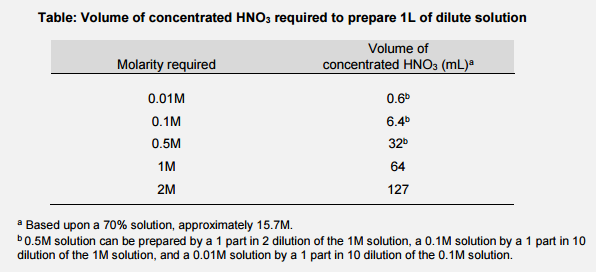 Table: Volume of concentrated HNO₃ required to prepare 1L of dilute solution
Volume of
Molarity required concentrated HNO₃ (mL)ᵃ
0.01M 0.6ᵇ
0.1M 6.4ᵇ
0.5M 32ᵇ
1M 64
2M 127
ᵃ Based upon a 70% solution, approximately 15.7M.
ᵇ 0.5M solution can be prepared by a 1 part in 2 dilution of the 1M solution, a 0.1M solution by a 1 part in 10
dilution of the 1M solution, and a 0.01M solution by a 1 part in 10 dilution of the 0.1M solution.